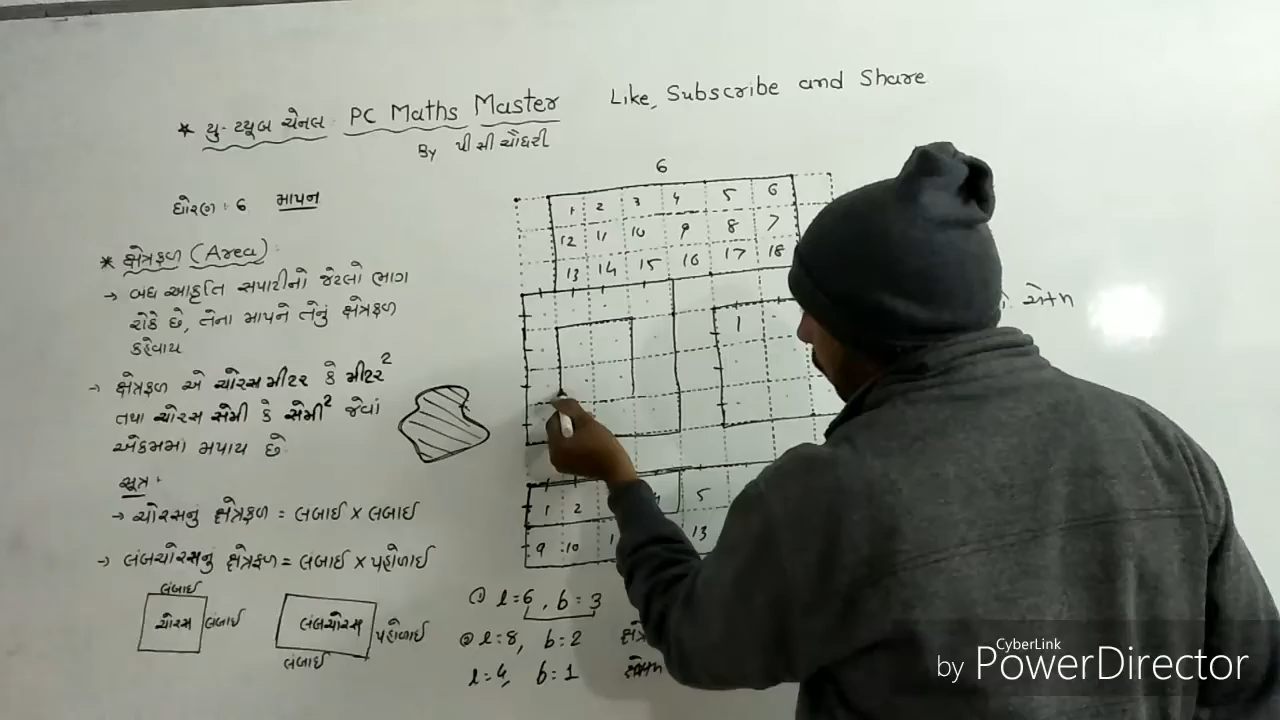 * યુ-ટ્યૂબ ચેનલ: PC Maths Master Like, Subscribe and Share
By પી સી ચૌધરી
ધોરણ : 6 માપન
* ક્ષેત્રફળ (Area) :
→ બંધ આકૃતિ સપાટીનો જેટલો ભાગ
રોકે છે, તેના માપને તેનું ક્ષેત્રફળ
કહેવાય
→ ક્ષેત્રફળ એ ચોરસ મીટર કે મીટર²
તથા ચોરસ સેમી કે સેમી² જેવાં
એકમમાં મપાય છે.
સૂત્ર :
→ ચોરસનું ક્ષેત્રફળ = લંબાઈ × લંબાઈ
→ લંબચોરસનું ક્ષેત્રફળ = લંબાઈ × પહોળાઈ
લંબાઈ
ચોરસ લંબાઈ
લંબચોરસ પહોળાઈ
લંબાઈ
6
1 2 3 4 5 6
12 11 10 9 8 7
13 14 15 16 17 18
1
1 2 5
9 10 13
① l=6, b=3
② l=8, b=2
l=4, b=1
CyberLink
by PowerDirector